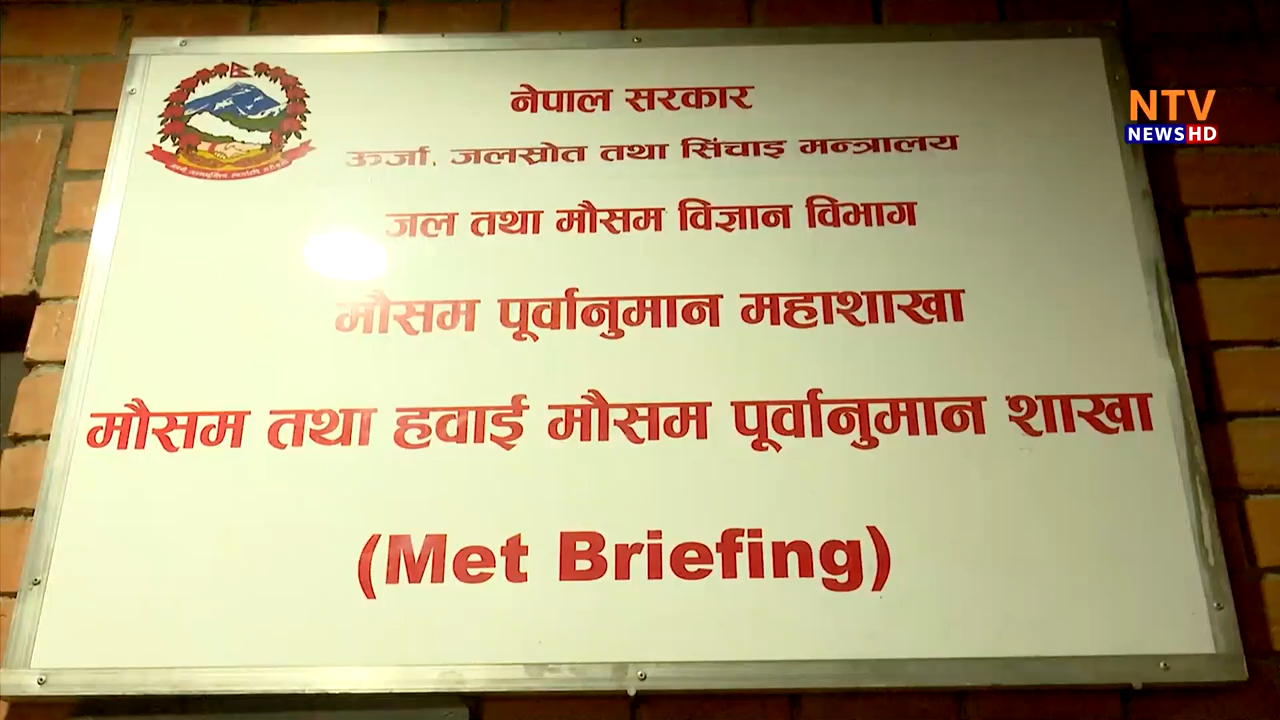 नेपाल सरकार
ऊर्जा, जलस्रोत तथा सिंचाइ मन्त्रालय
जल तथा मौसम विज्ञान विभाग
मौसम पूर्वानुमान महाशाखा
मौसम तथा हवाई मौसम पूर्वानुमान शाखा
(Met Briefing)
NTV
NEWS HD